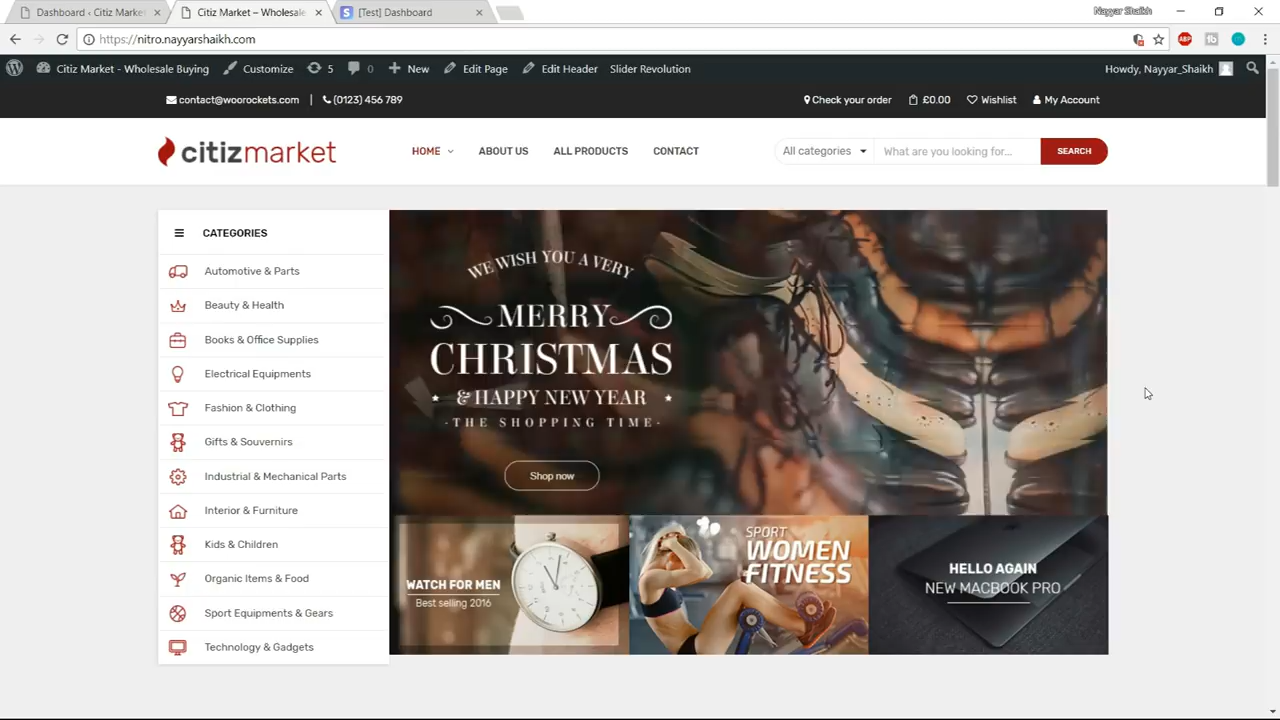 Dashboard ‹ Citiz Market
Citiz Market – Wholesale
[Test] Dashboard
Nayyar Shaikh
https://nitro.nayyarshaikh.com
ABP
fb
Citiz Market - Wholesale Buying
Customize
5
0
New
Edit Page
Edit Header
Slider Revolution
Howdy, Nayyar_Shaikh
contact@woorockets.com
|
(0123) 456 789
Check your order
£0.00
Wishlist
My Account
citizmarket
HOME
ABOUT US
ALL PRODUCTS
CONTACT
All categories
What are you looking for...
SEARCH
CATEGORIES
Automotive & Parts
Beauty & Health
Books & Office Supplies
Electrical Equipments
Fashion & Clothing
Gifts & Souvernirs
Industrial & Mechanical Parts
Interior & Furniture
Kids & Children
Organic Items & Food
Sport Equipments & Gears
Technology & Gadgets
WE WISH YOU A VERY
MERRY
CHRISTMAS
& HAPPY NEW YEAR
-THE SHOPPING TIME-
Shop now
WATCH FOR MEN
Best selling 2016
SPORT
WOMEN
FITNESS
HELLO AGAIN
NEW MACBOOK PRO